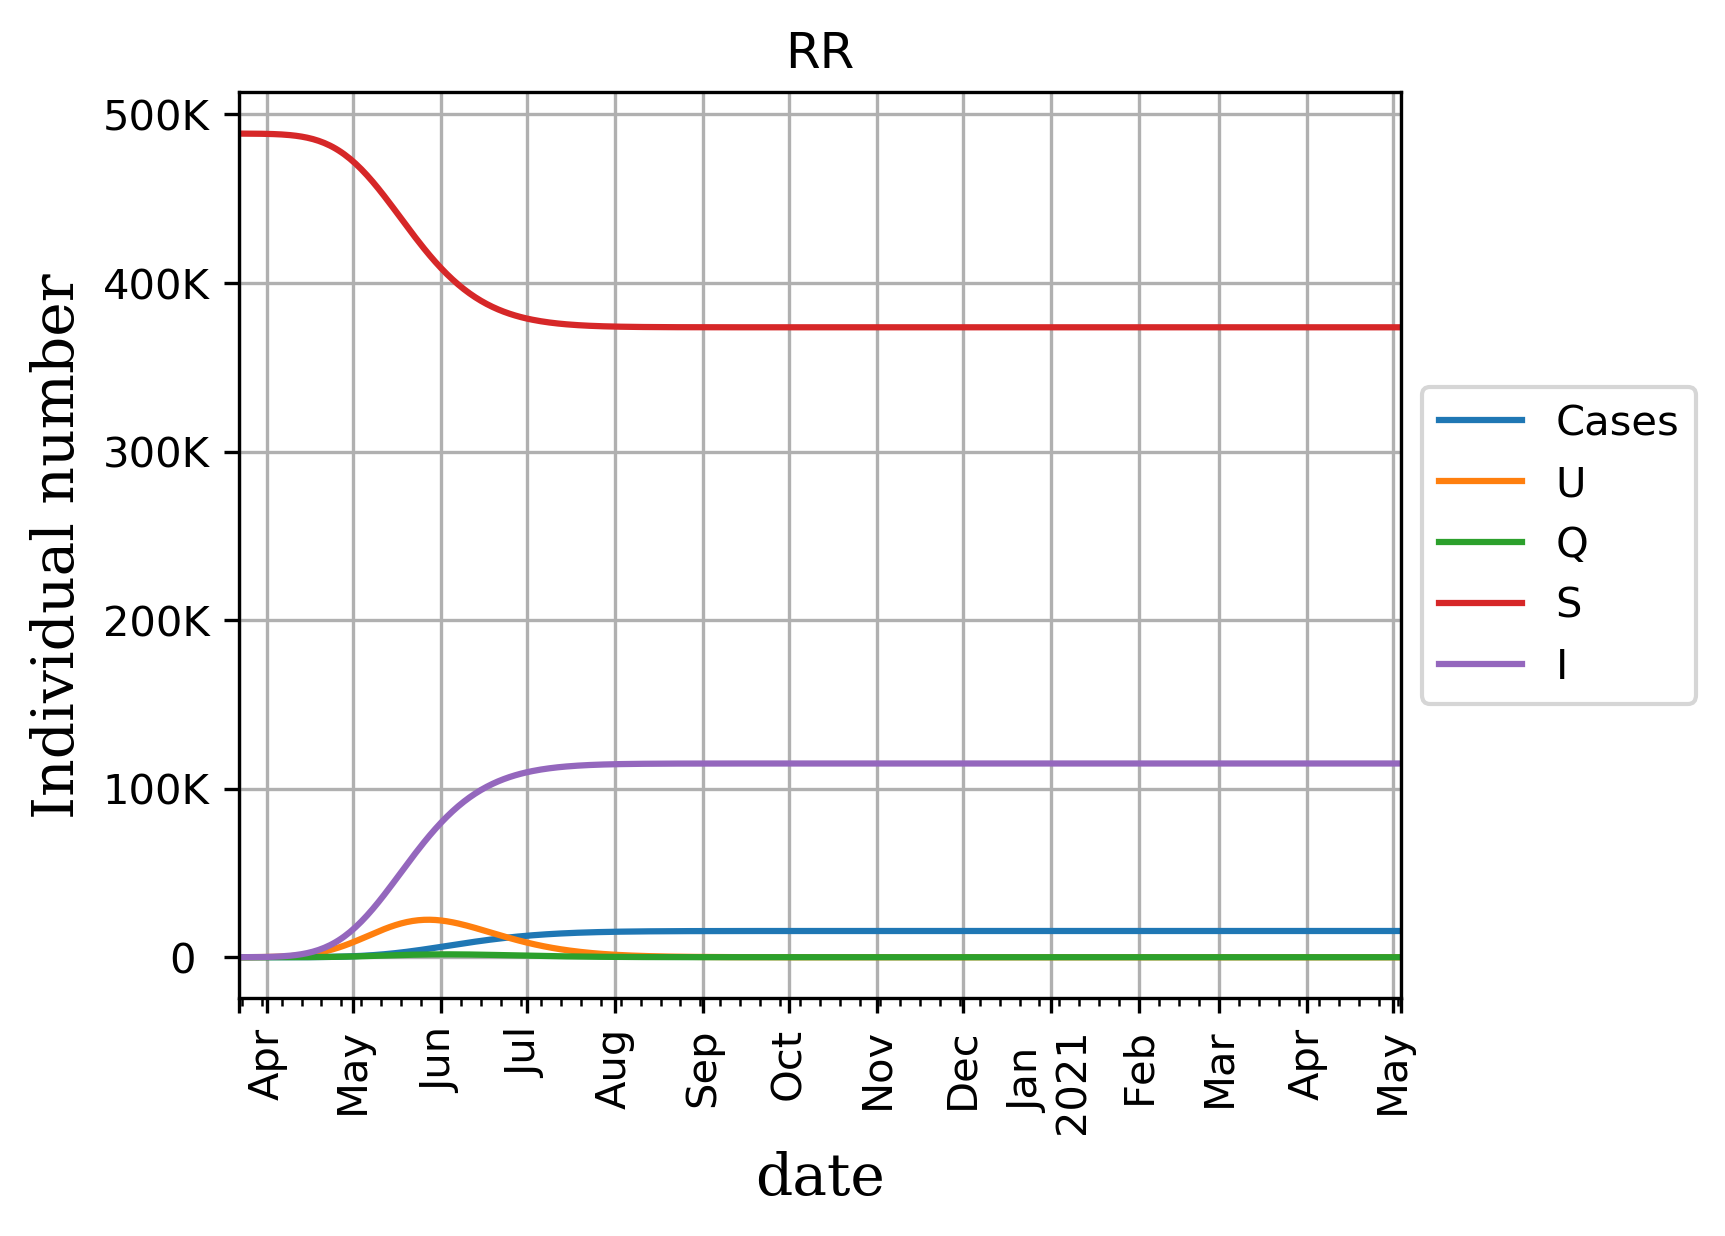 RR
Individual number
500K
400K
300K
200K
100K
0
Apr
May
Jun
Jul
Aug
Sep
Oct
Nov
Dec
Jan
2021
Feb
Mar
Apr
May
date
Cases
U
Q
S
I